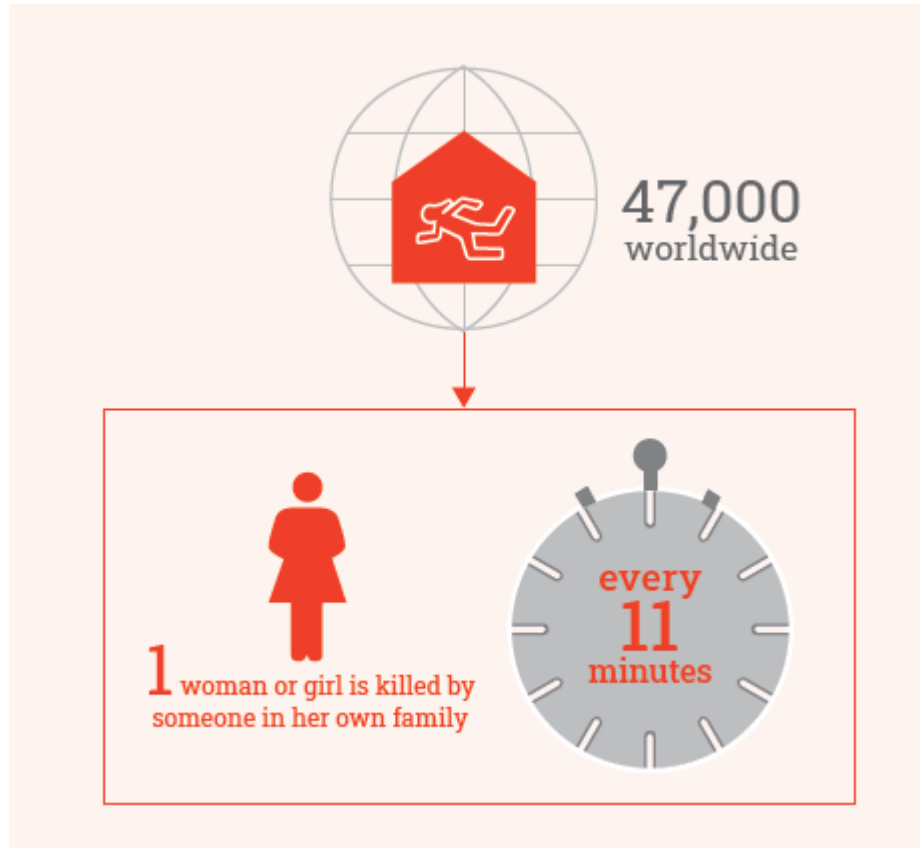 47,000
worldwide
1 woman or girl is killed by
someone in her own family
every
11
minutes